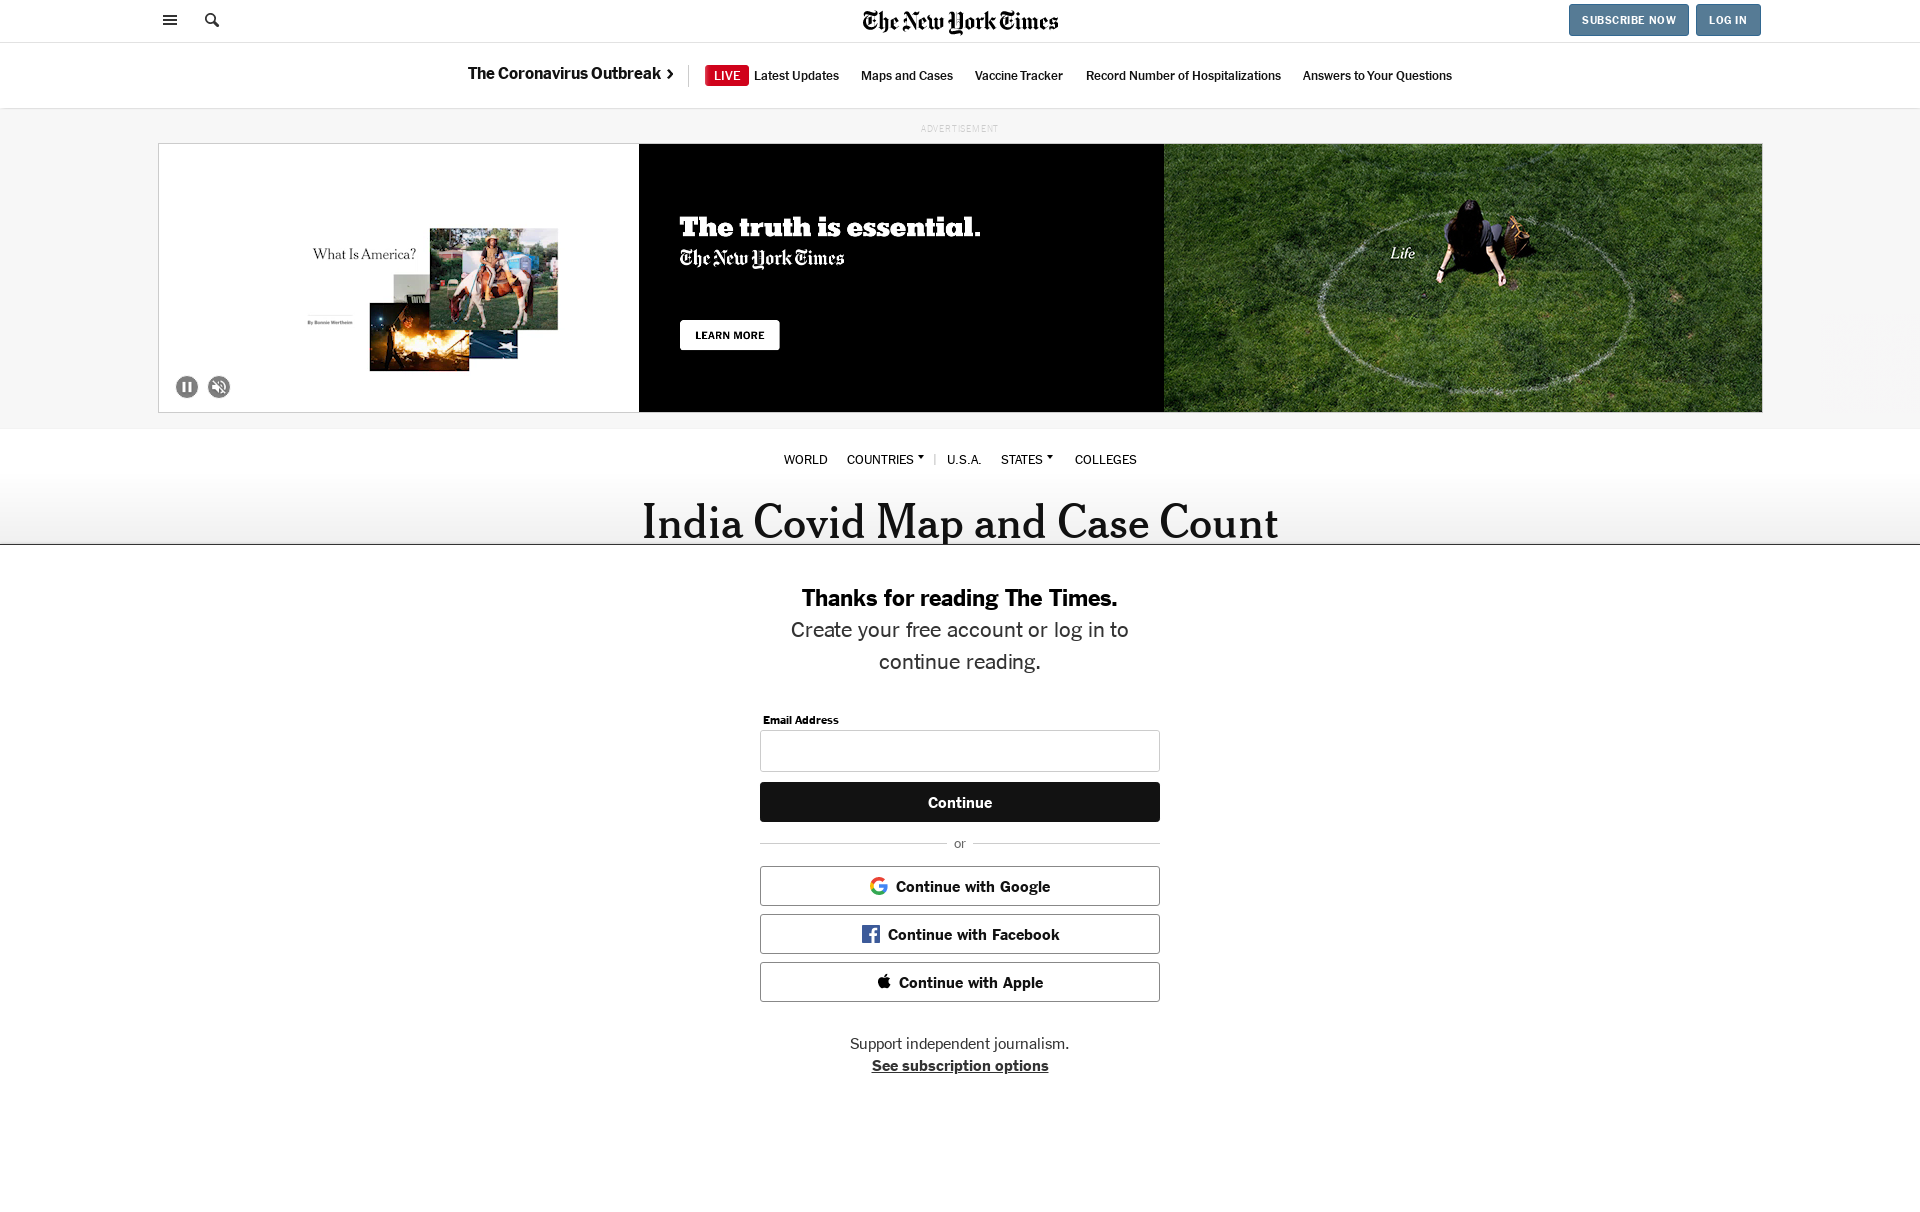 The New York Times
SUBSCRIBE NOW
LOG IN
The Coronavirus Outbreak
LIVE Latest Updates
Maps and Cases
Vaccine Tracker
Record Number of Hospitalizations
Answers to Your Questions
ADVERTISEMENT
What Is America?
By Bonnie Wertheim
The truth is essential.
The New York Times
LEARN MORE
Life
WORLD
COUNTRIES
U.S.A.
STATES
COLLEGES
India Covid Map and Case Count
Thanks for reading The Times.
Create your free account or log in to
continue reading.
Email Address
Continue
or
Continue with Google
Continue with Facebook
Continue with Apple
Support independent journalism.
See subscription options